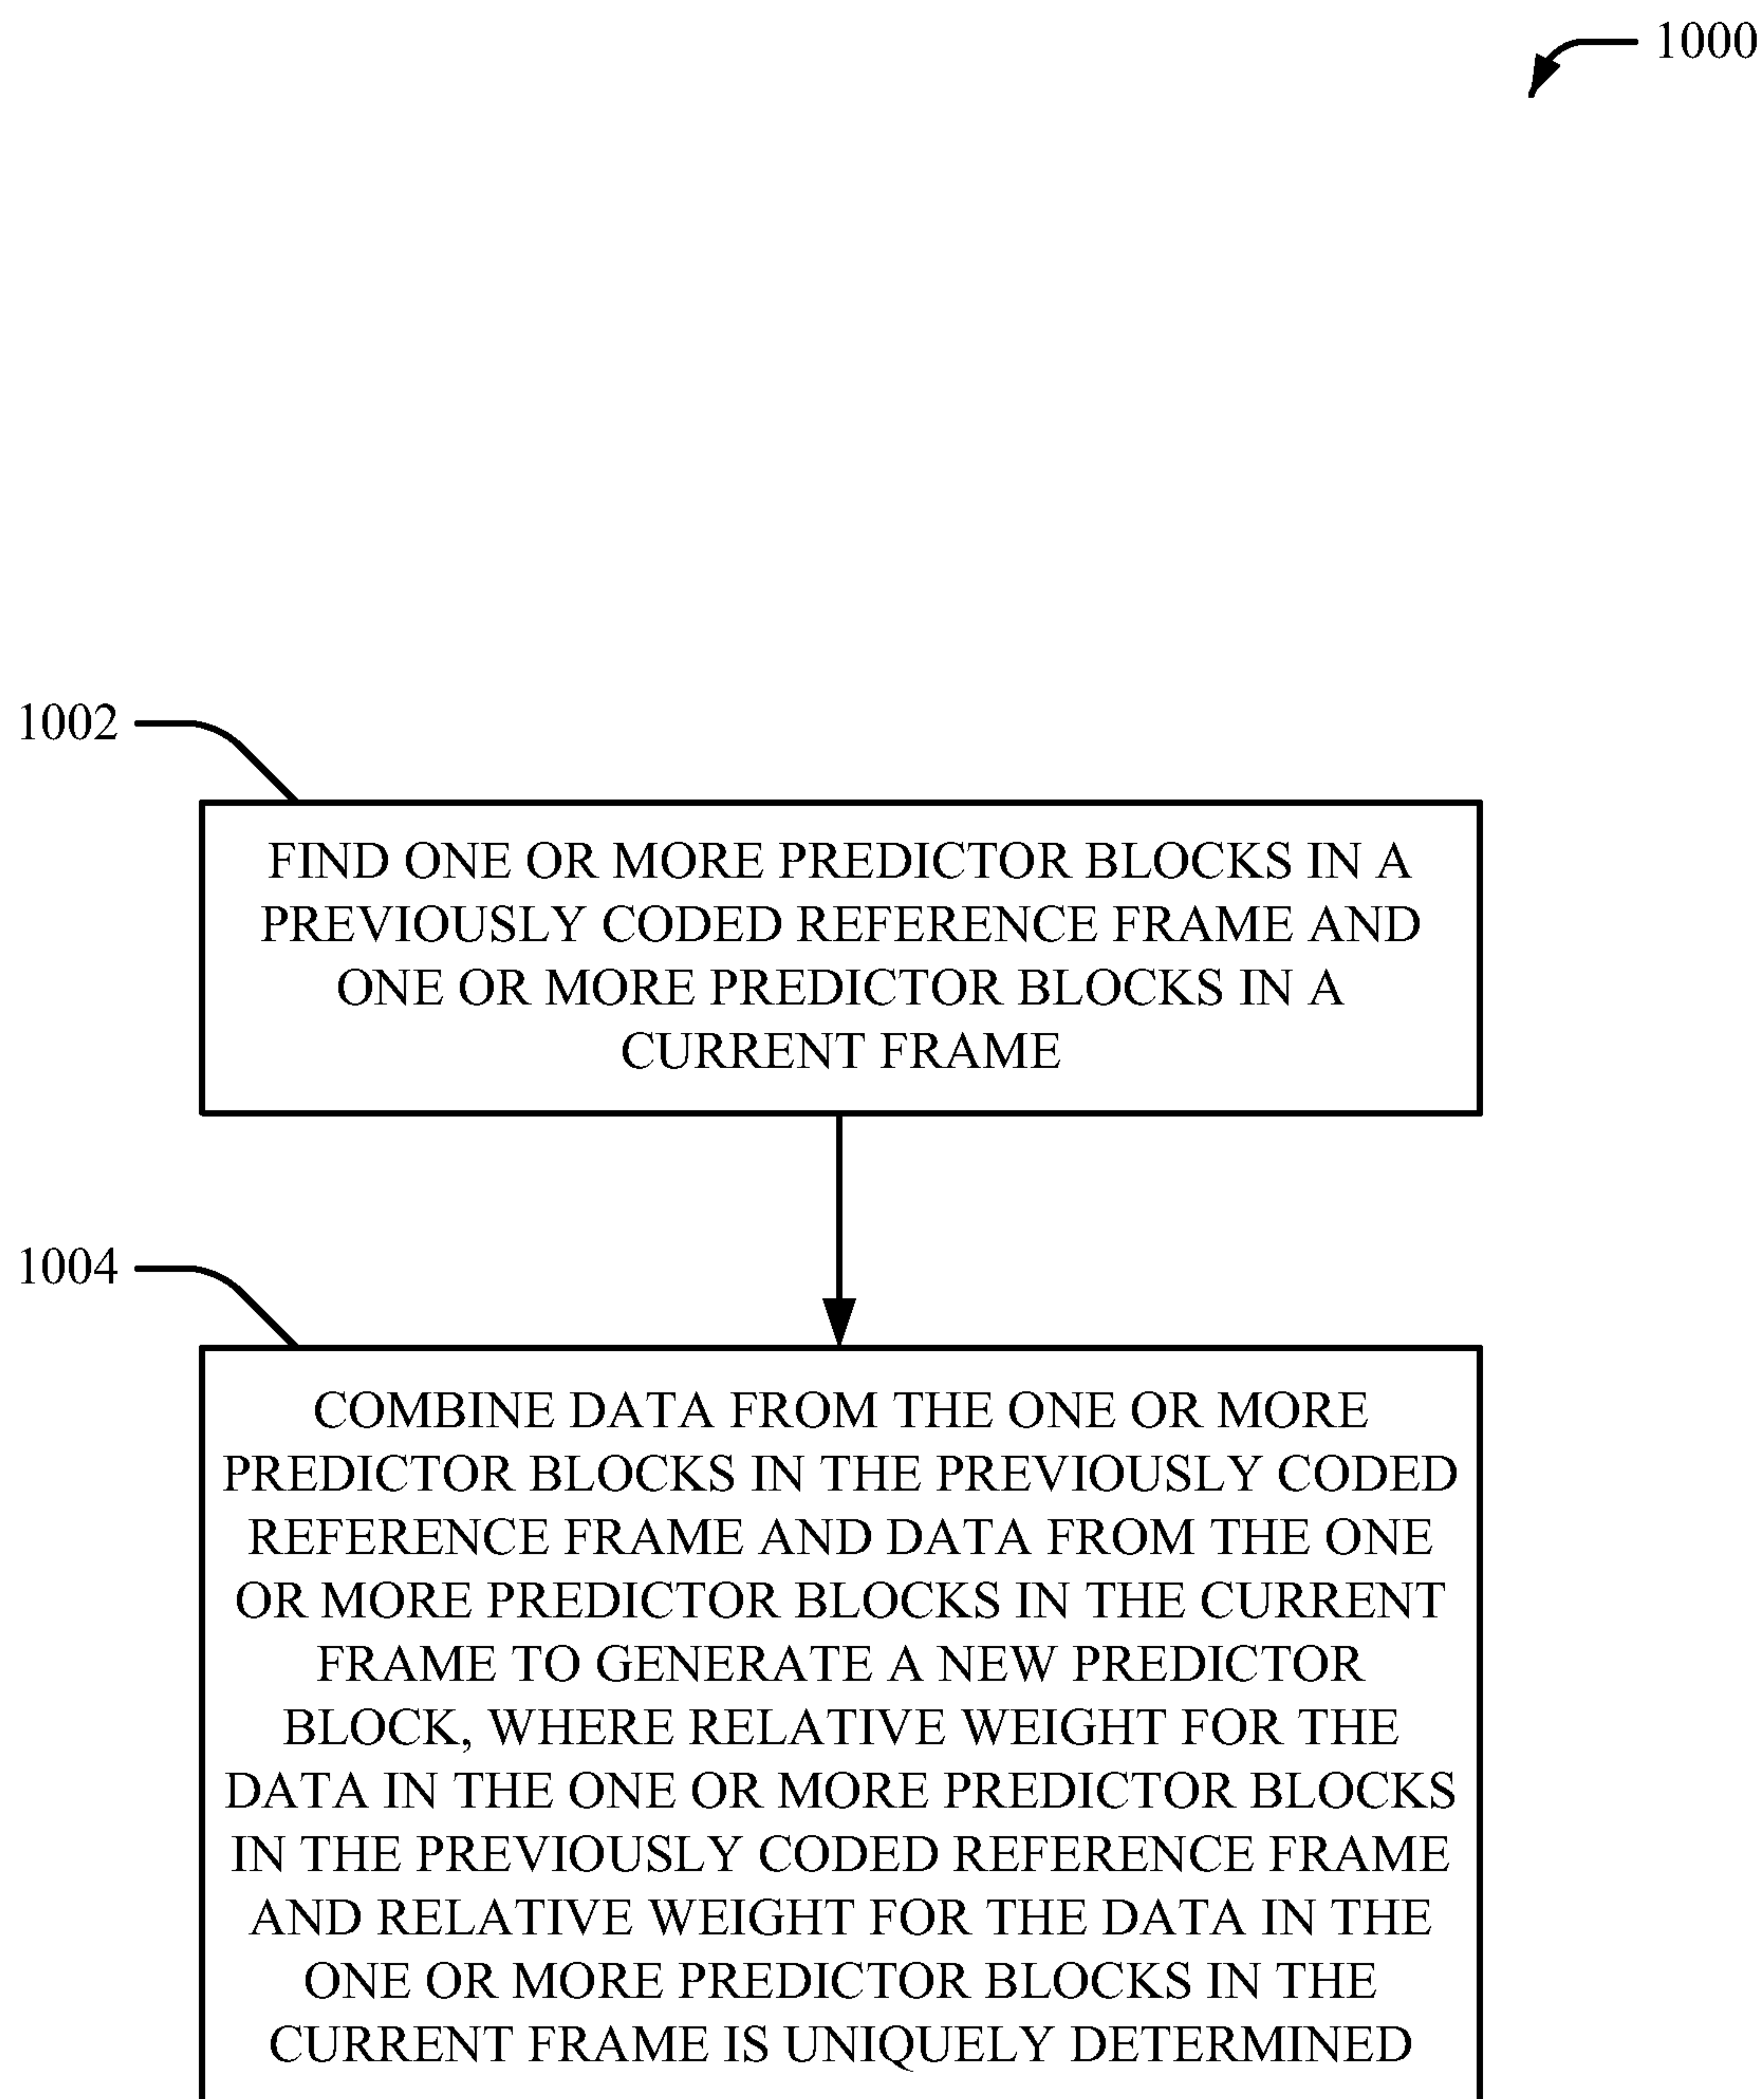 1000
1002
FIND ONE OR MORE PREDICTOR BLOCKS IN A
PREVIOUSLY CODED REFERENCE FRAME AND
ONE OR MORE PREDICTOR BLOCKS IN A
CURRENT FRAME
1004
COMBINE DATA FROM THE ONE OR MORE
PREDICTOR BLOCKS IN THE PREVIOUSLY CODED
REFERENCE FRAME AND DATA FROM THE ONE
OR MORE PREDICTOR BLOCKS IN THE CURRENT
FRAME TO GENERATE A NEW PREDICTOR
BLOCK, WHERE RELATIVE WEIGHT FOR THE
DATA IN THE ONE OR MORE PREDICTOR BLOCKS
IN THE PREVIOUSLY CODED REFERENCE FRAME
AND RELATIVE WEIGHT FOR THE DATA IN THE
ONE OR MORE PREDICTOR BLOCKS IN THE
CURRENT FRAME IS UNIQUELY DETERMINED